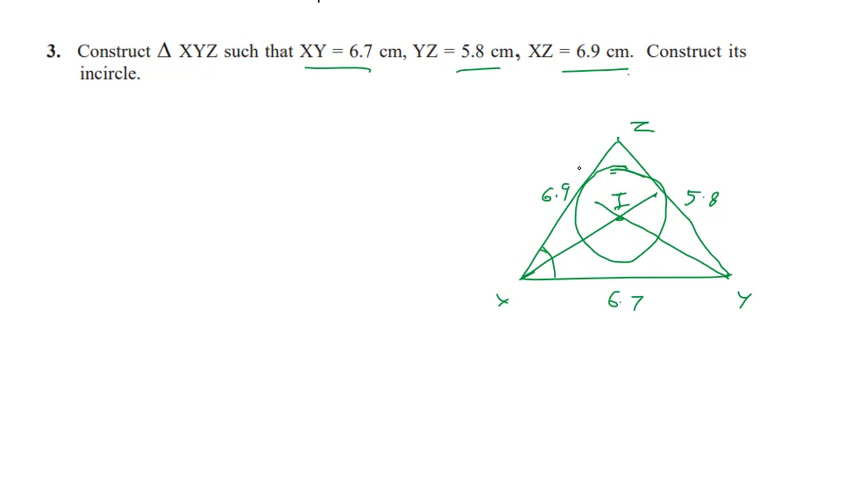 3. Construct Δ XYZ such that XY = 6.7 cm, YZ = 5.8 cm, XZ = 6.9 cm. Construct its
incircle.
Z
6.9 I 5.8
X 6.7 Y